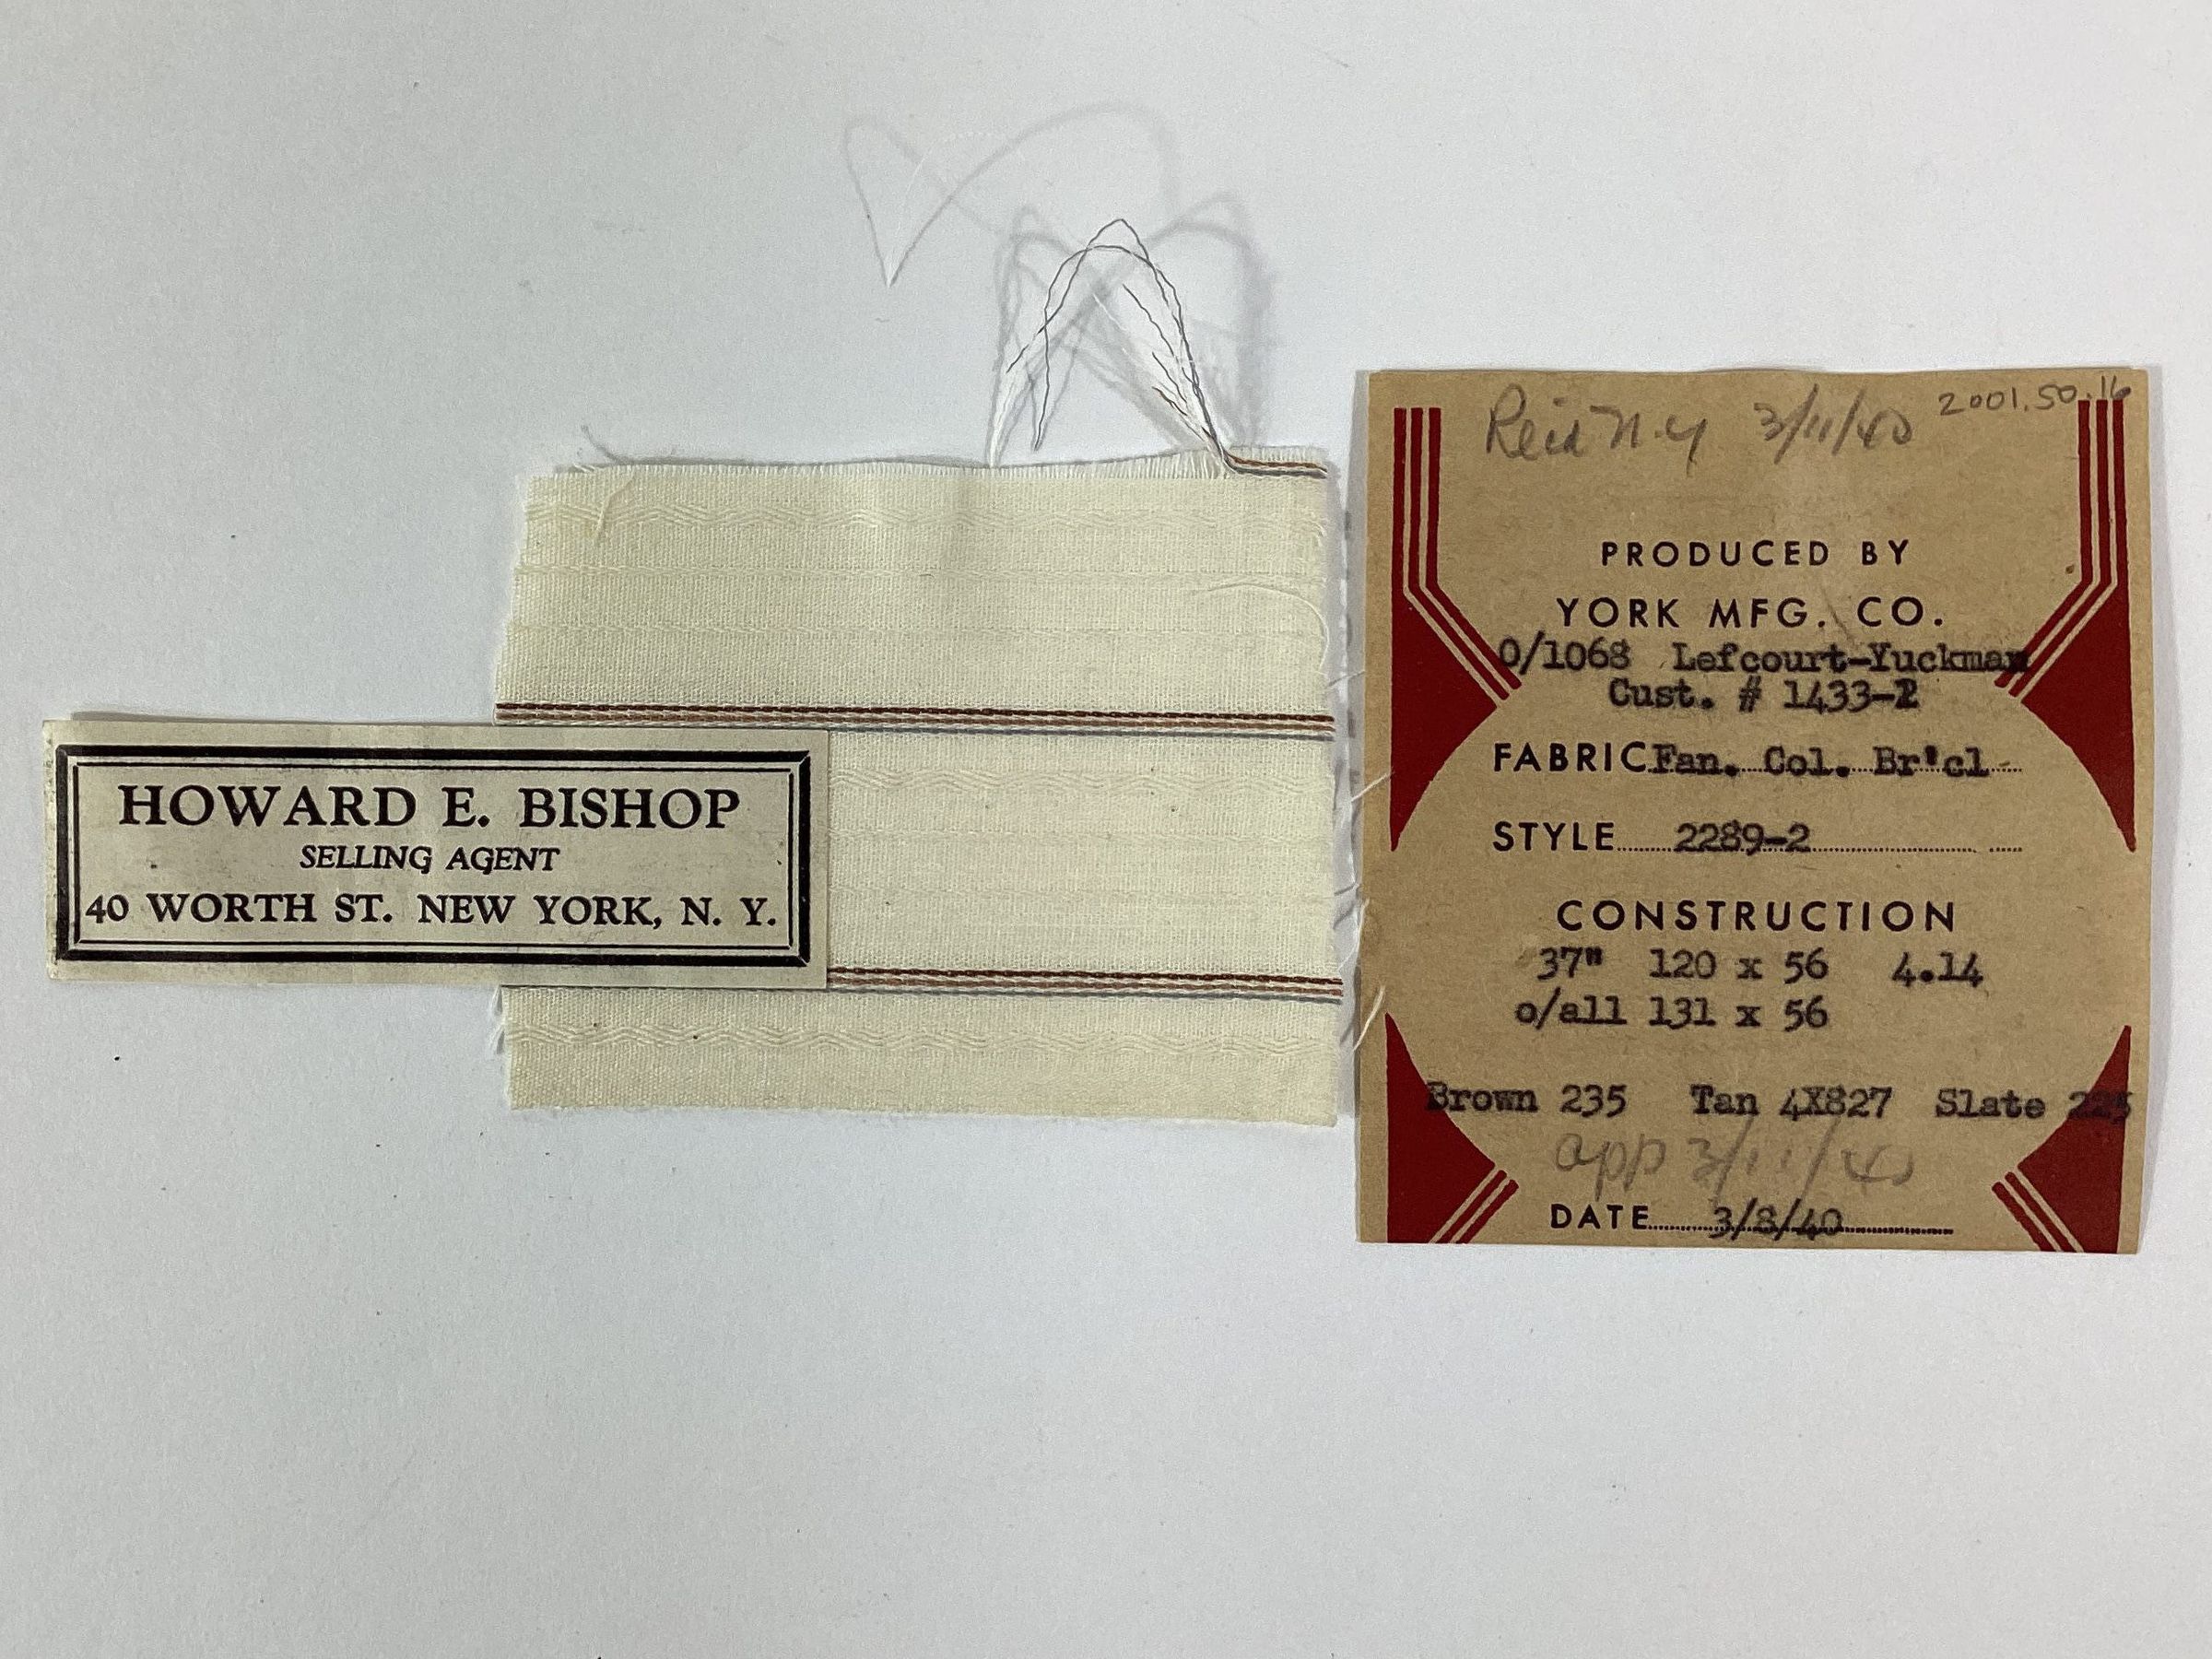 HOWARD E. BISHOP
SELLING AGENT
40 WORTH ST. NEW YORK, N. Y.
2001.50.16
Reid N.Y 3/11/40
PRODUCED BY
YORK MFG. CO.
O/1068 Lefcourt-Yuckman
Cust. # 1433-2
FABRIC Fan. Col. Br'cl
STYLE 2289-2
CONSTRUCTION
37" 120 x 56 4.14
o/all 131 x 56
Brown 235 Tan 4X827 Slate 225
app 3/11/40
DATE 3/8/40